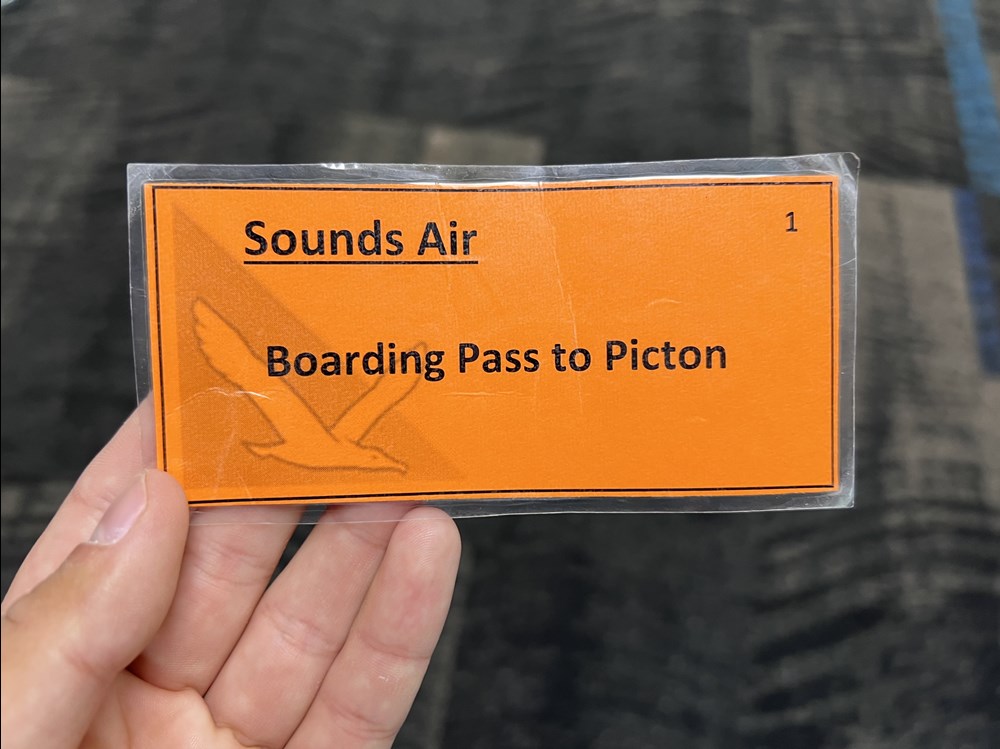 Sounds Air
1
Boarding Pass to Picton